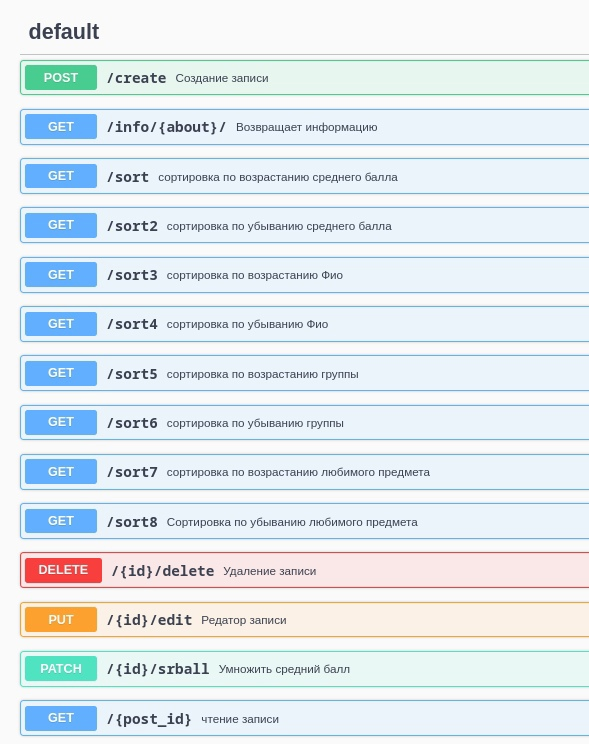 default
POST /create Создание записи
GET /info/{about}/ Возвращает информацию
GET /sort сортировка по возрастанию среднего балла
GET /sort2 сортировка по убыванию среднего балла
GET /sort3 сортировка по возрастанию Фио
GET /sort4 сортировка по убыванию Фио
GET /sort5 сортировка по возрастанию группы
GET /sort6 сортировка по убыванию группы
GET /sort7 сортировка по возрастанию любимого предмета
GET /sort8 Сортировка по убыванию любимого предмета
DELETE /{id}/delete Удаление записи
PUT /{id}/edit Редатор записи
PATCH /{id}/srball Умножить средний балл
GET /{post_id} чтение записи